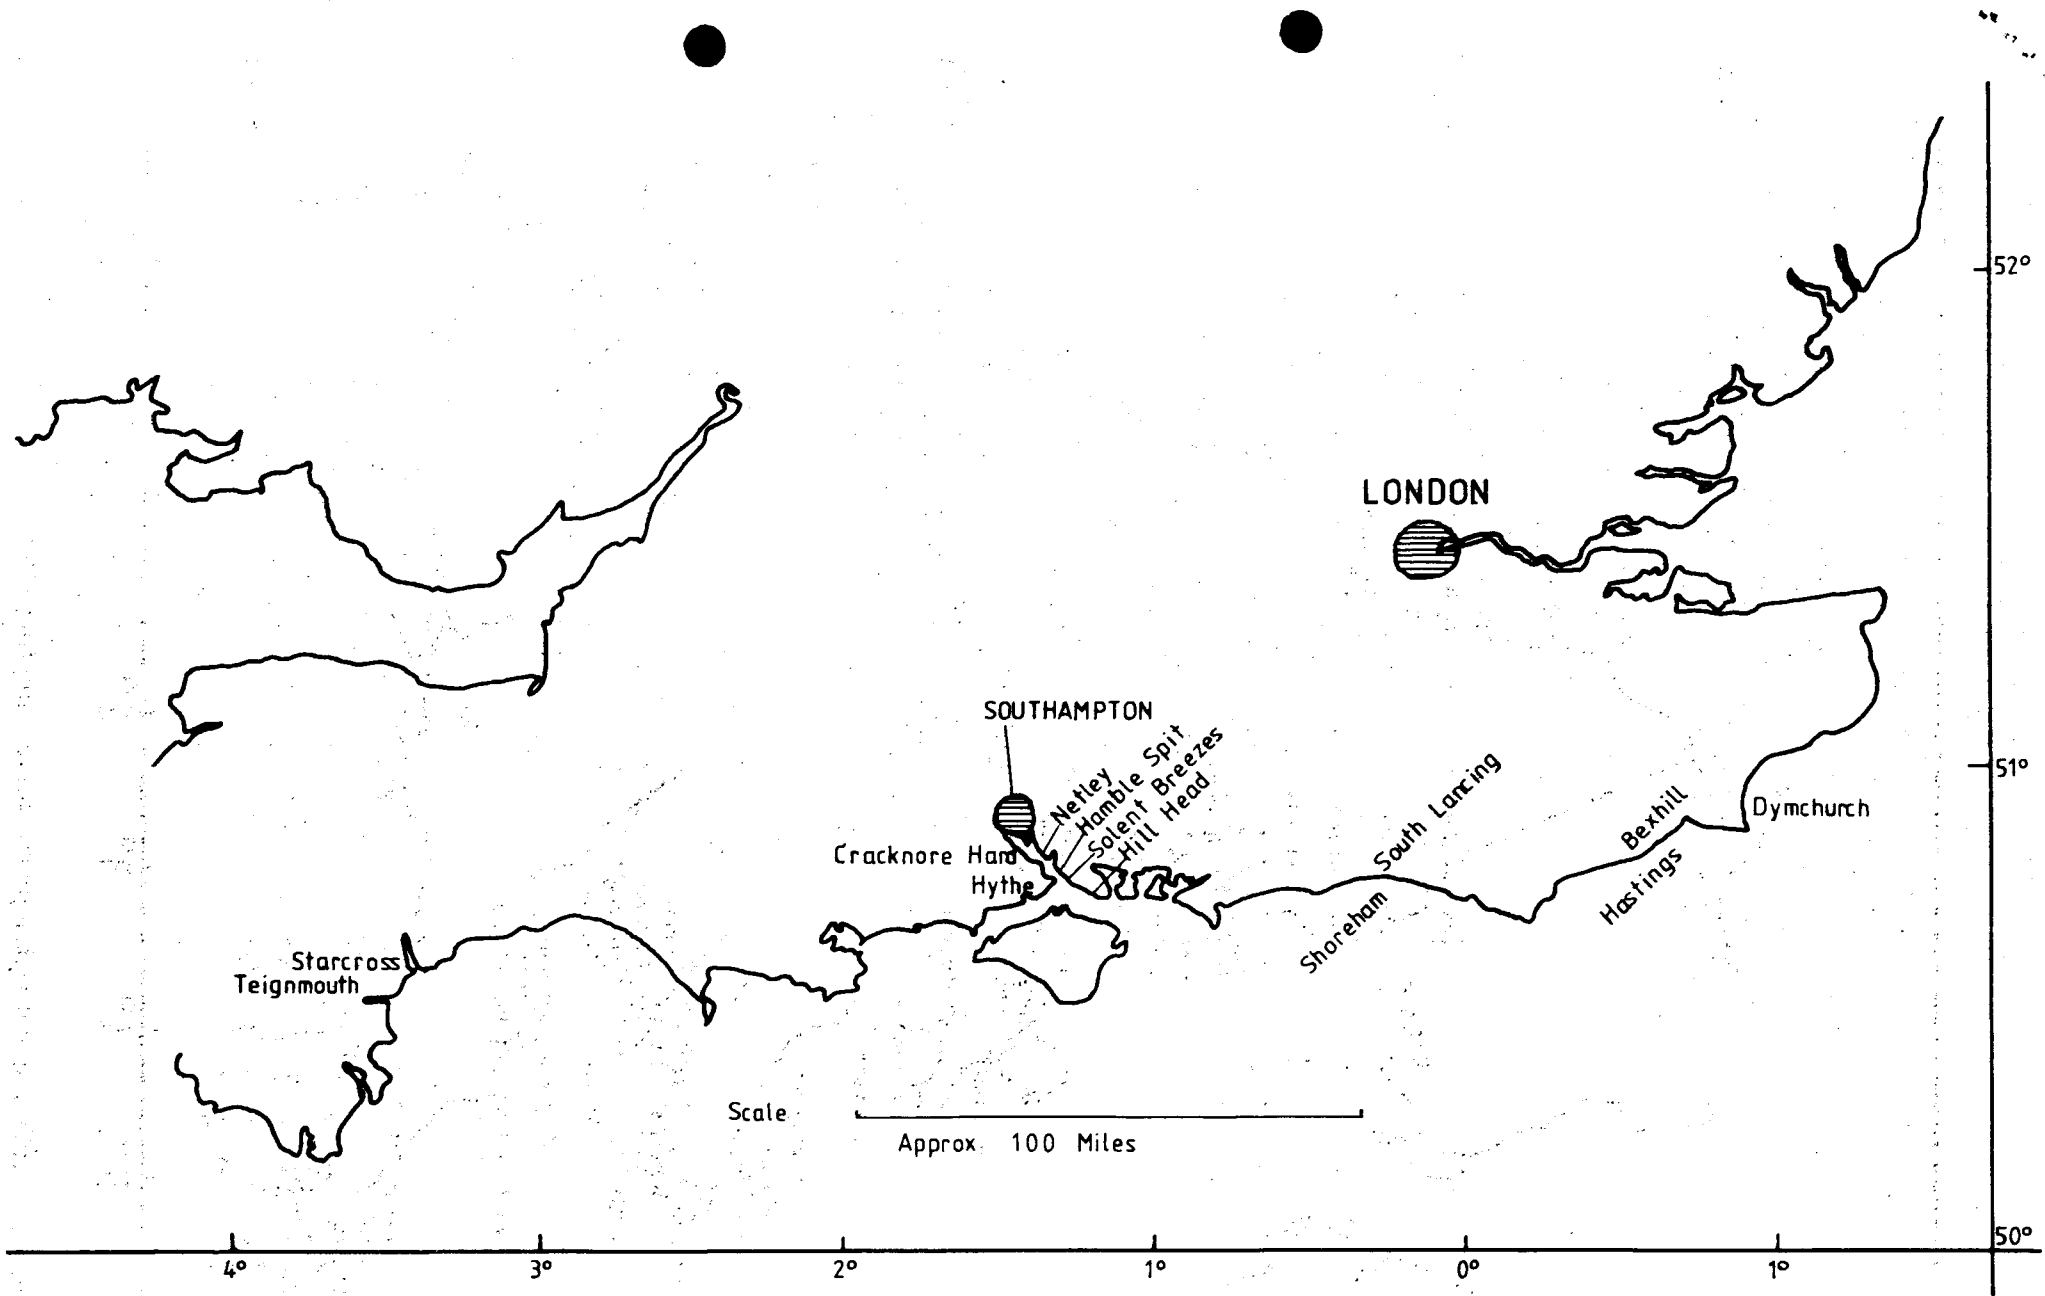 52°
LONDON
SOUTHAMPTON
Netley
Hamble Spit
Solent Breezes
Hill Head
South Lancing
51°
Bexhill
Dymchurch
Cracknore Hard
Hythe
Hastings
Shoreham
Starcross
Teignmouth
Scale
Approx. 100 Miles
50°
4° 3° 2° 1° 0° 1°